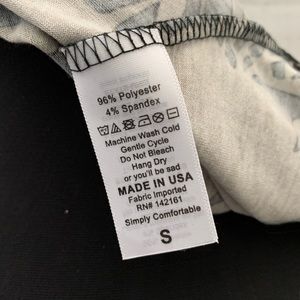 96% Polyester
4% Spandex
Machine Wash Cold
Gentle Cycle
Do Not Bleach
Hang Dry
or you'll be sad
MADE IN USA
Fabric Imported
RN# 142161
Simply Comfortable
S